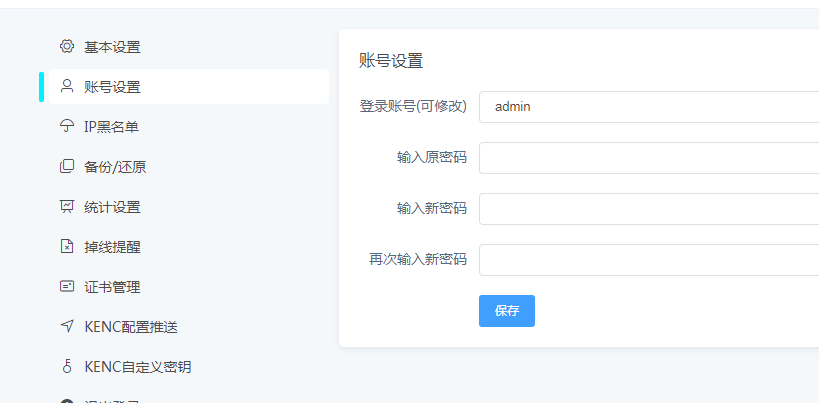 基本设置
账号设置
IP黑名单
备份/还原
统计设置
掉线提醒
证书管理
KENC配置推送
KENC自定义密钥
账号设置
登录账号(可修改)
admin
输入原密码
输入新密码
再次输入新密码
保存